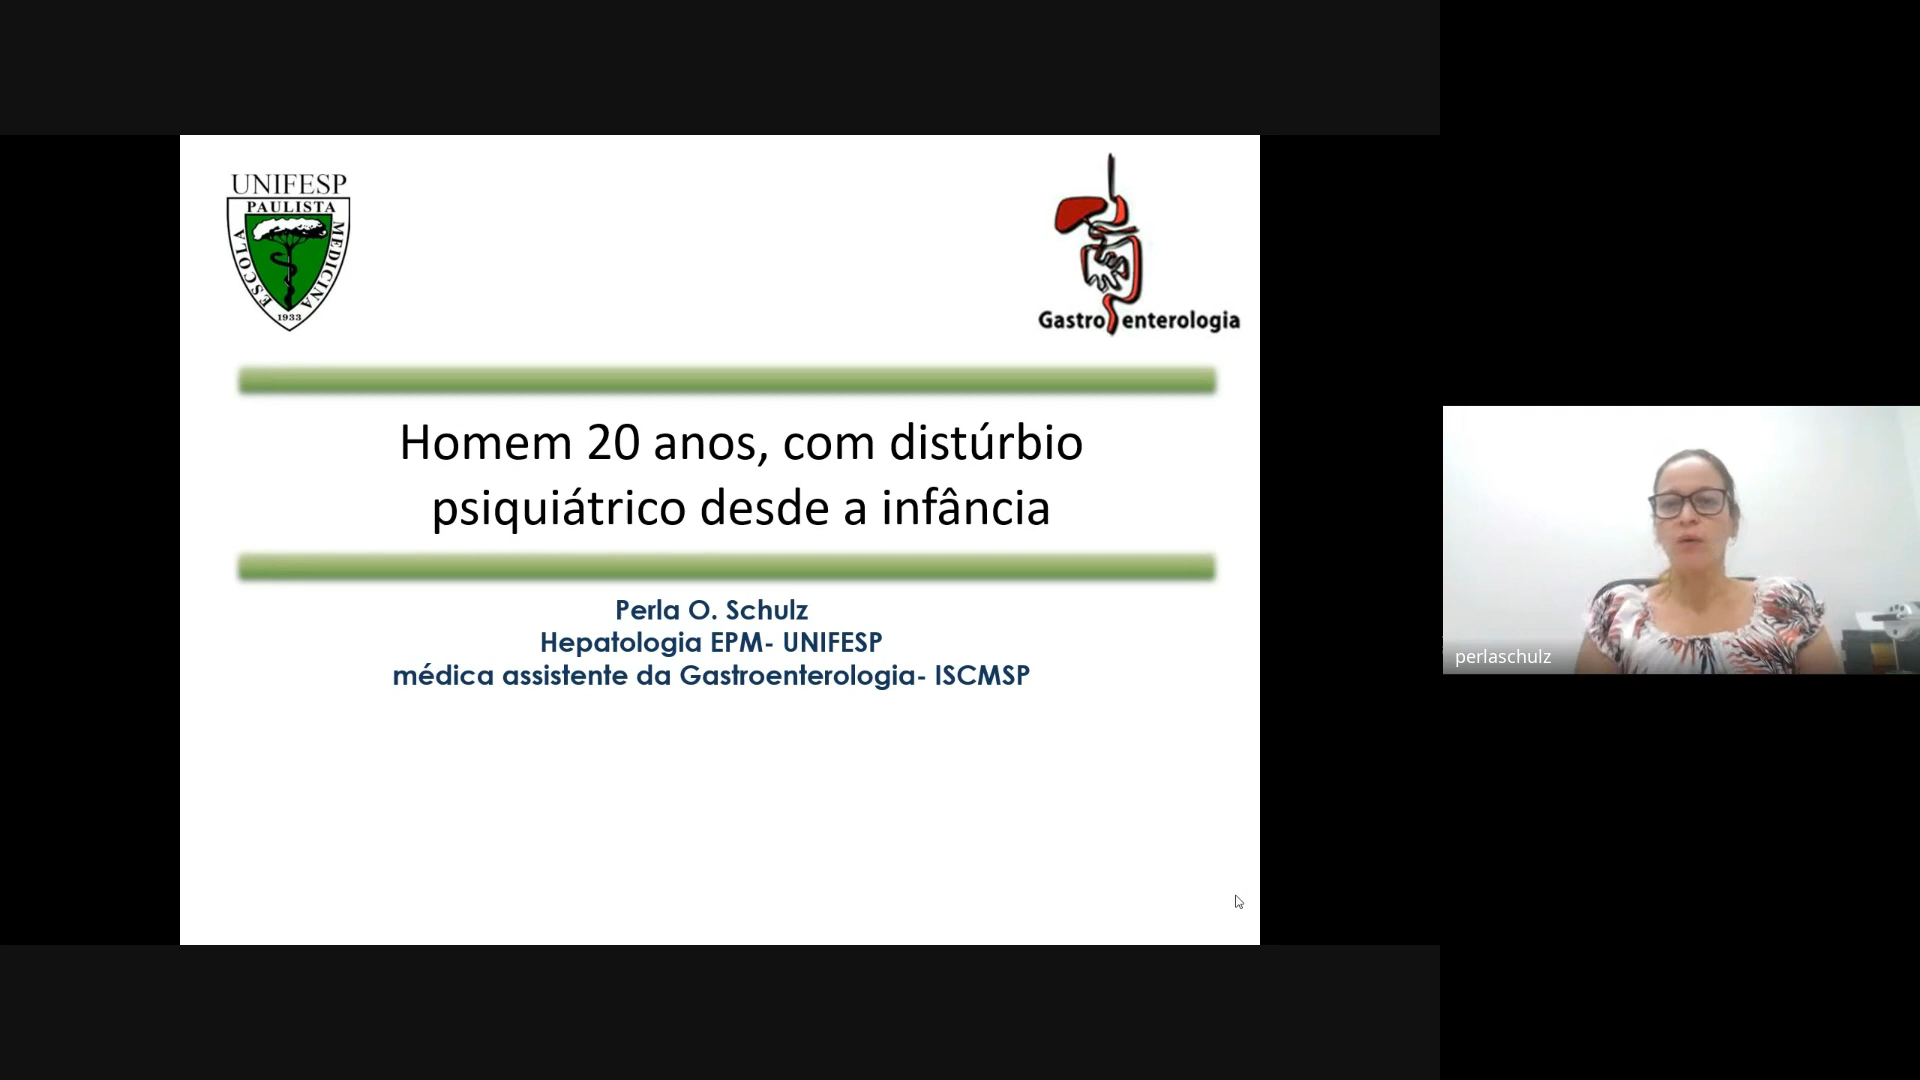 UNIFESP
PAULISTA
ESCOLA
MEDICINA
1933
Gastroenterologia
Homem 20 anos, com distúrbio
psiquiátrico desde a infância
Perla O. Schulz
Hepatologia EPM- UNIFESP
médica assistente da Gastroenterologia- ISCMSP
perlaschulz